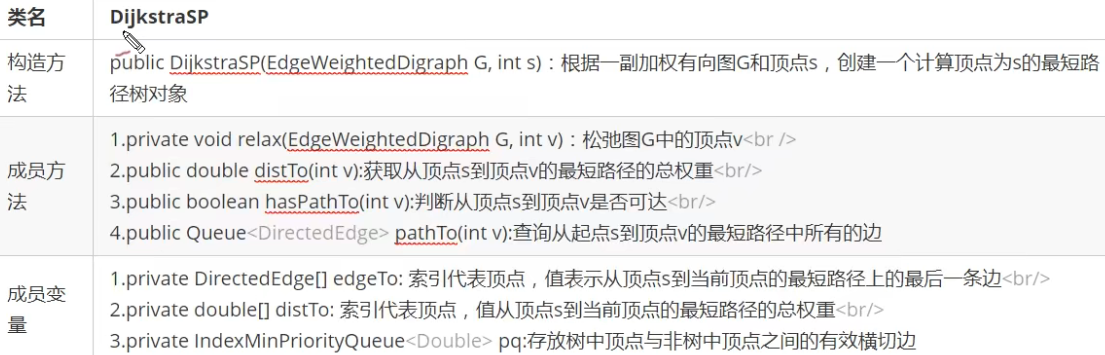 类名 DijkstraSP
构造方法 public DijkstraSP(EdgeWeightedDigraph G, int s)：根据一副加权有向图G和顶点s，创建一个计算顶点为s的最短路
径树对象
1.private void relax(EdgeWeightedDigraph G, int v)：松弛图G中的顶点v<br />
成员方法 2.public double distTo(int v):获取从顶点s到顶点v的最短路径的总权重<br/>
3.public boolean hasPathTo(int v):判断从顶点s到顶点v是否可达<br/>
4.public Queue<DirectedEdge> pathTo(int v):查询从起点s到顶点v的最短路径中所有的边
1.private DirectedEdge[] edgeTo: 索引代表顶点，值表示从顶点s到当前顶点的最短路径上的最后一条边<br/>
成员变量 2.private double[] distTo: 索引代表顶点，值从顶点s到当前顶点的最短路径的总权重<br/>
3.private IndexMinPriorityQueue<Double> pq:存放树中顶点与非树中顶点之间的有效横切边